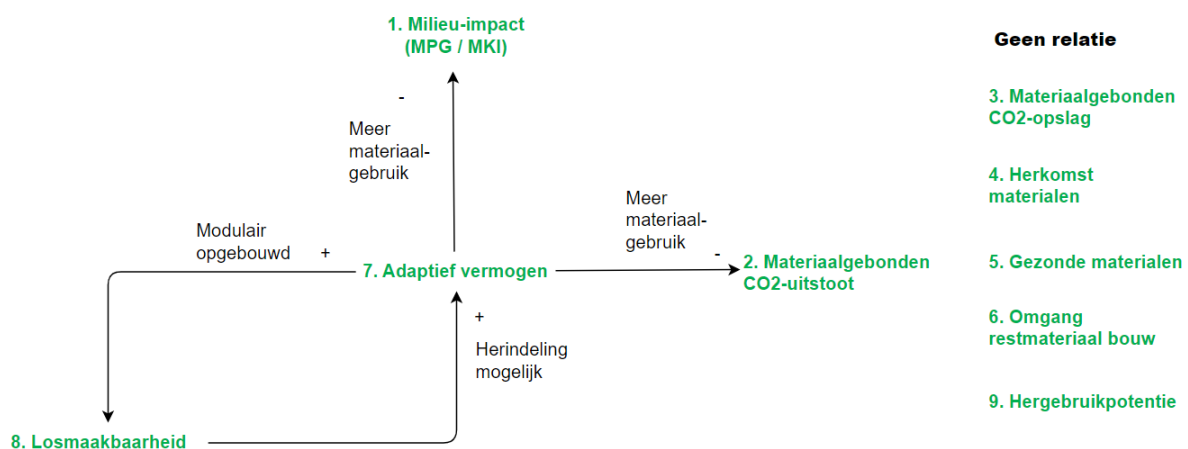 1. Milieu-impact
(MPG / MKI)
-
Meer
materiaal-
gebruik
Modulair
opgebouwd
+
7. Adaptief vermogen
Meer
materiaal-
gebruik
-
2. Materiaalgebonden
CO2-uitstoot
+
Herindeling
mogelijk
8. Losmaakbaarheid
Geen relatie
3. Materiaalgebonden
CO2-opslag
4. Herkomst
materialen
5. Gezonde materialen
6. Omgang
restmateriaal bouw
9. Hergebruikpotentie